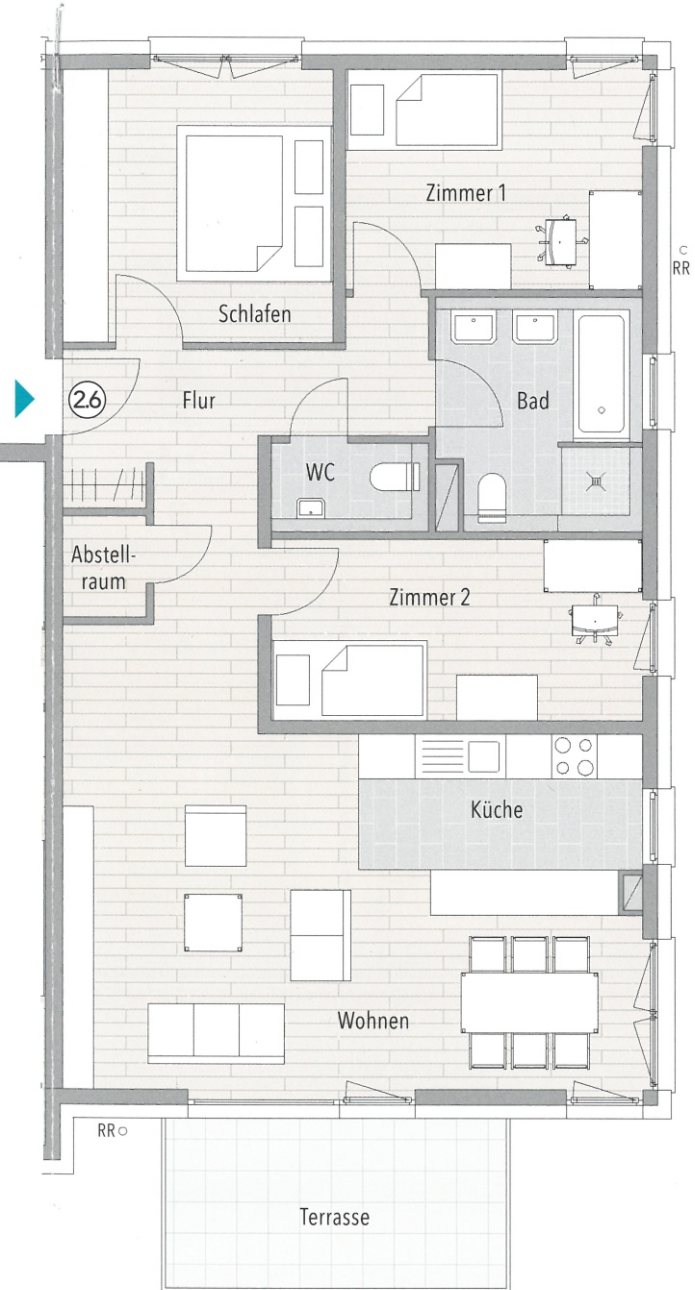 Zimmer 1
C
RR
Schlafen
2.6
Flur
Bad
WC
Abstell-
raum
Zimmer 2
Küche
Wohnen
RR
Terrasse